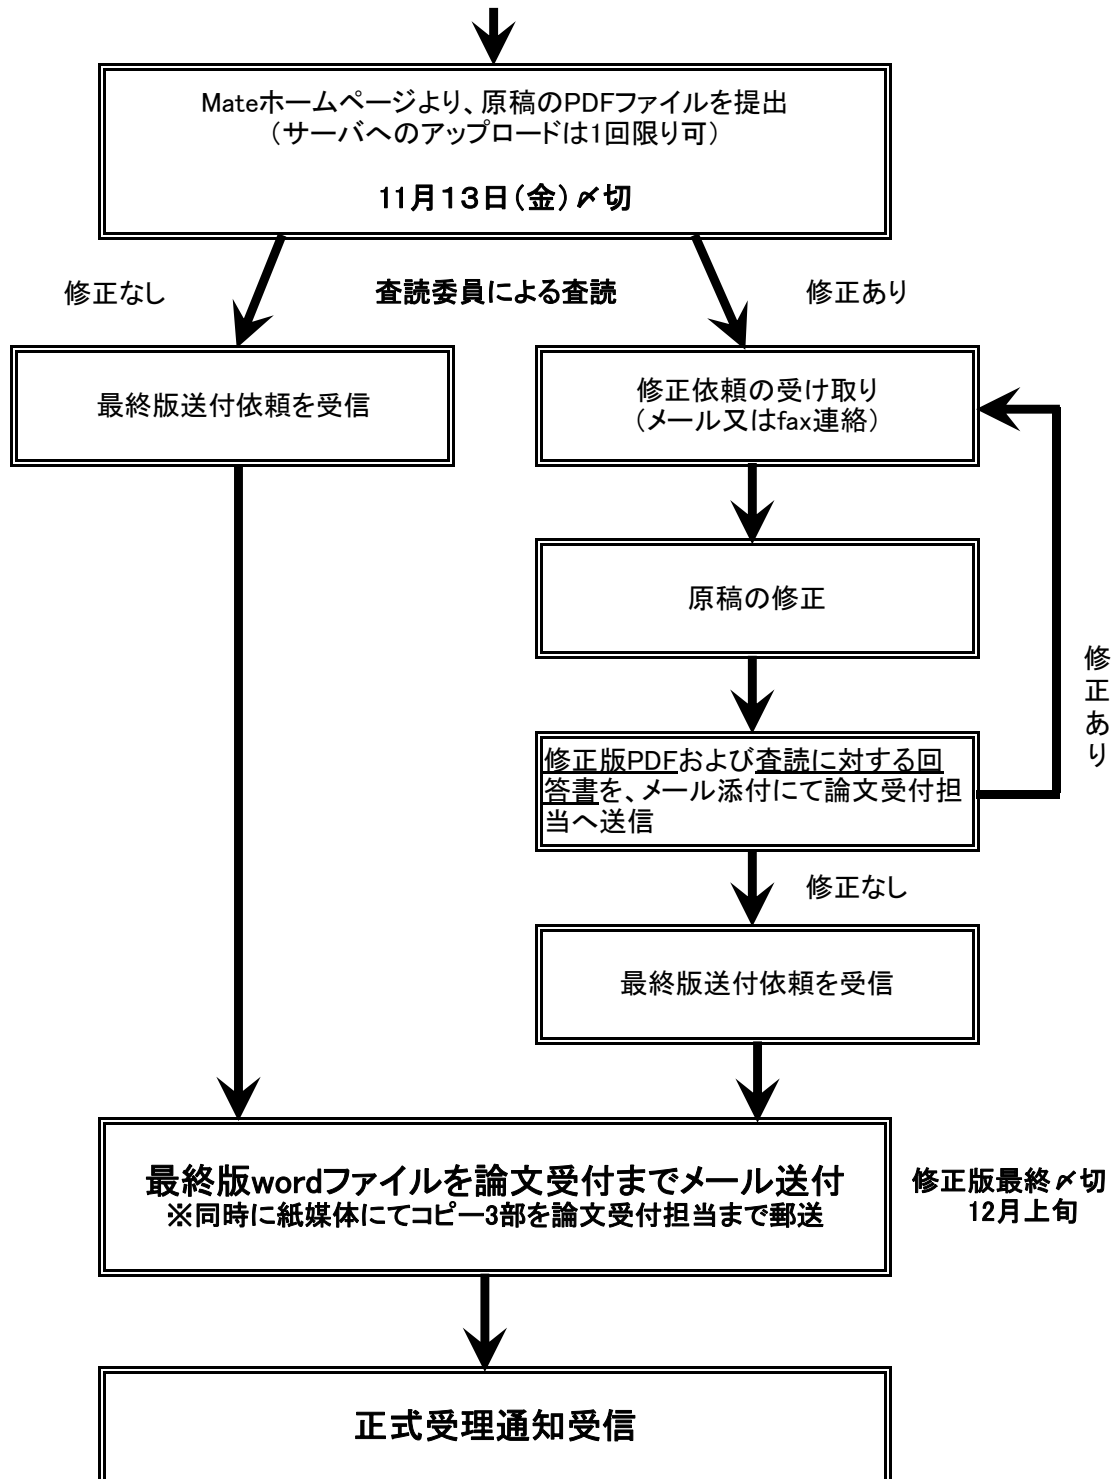 Mateホームページより、原稿のPDFファイルを提出
（サーバへのアップロードは1回限り可）
11月１３日（金）〆切
修正なし
査読委員による査読
修正あり
最終版送付依頼を受信
修正依頼の受け取り
（メール又はfax連絡）
原稿の修正
修正あり
修正版PDFおよび査読に対する回
答書を、メール添付にて論文受付担
当へ送信
修正なし
最終版送付依頼を受信
最終版wordファイルを論文受付までメール送付
※同時に紙媒体にてコピー3部を論文受付担当まで郵送
修正版最終〆切
12月上旬
正式受理通知受信